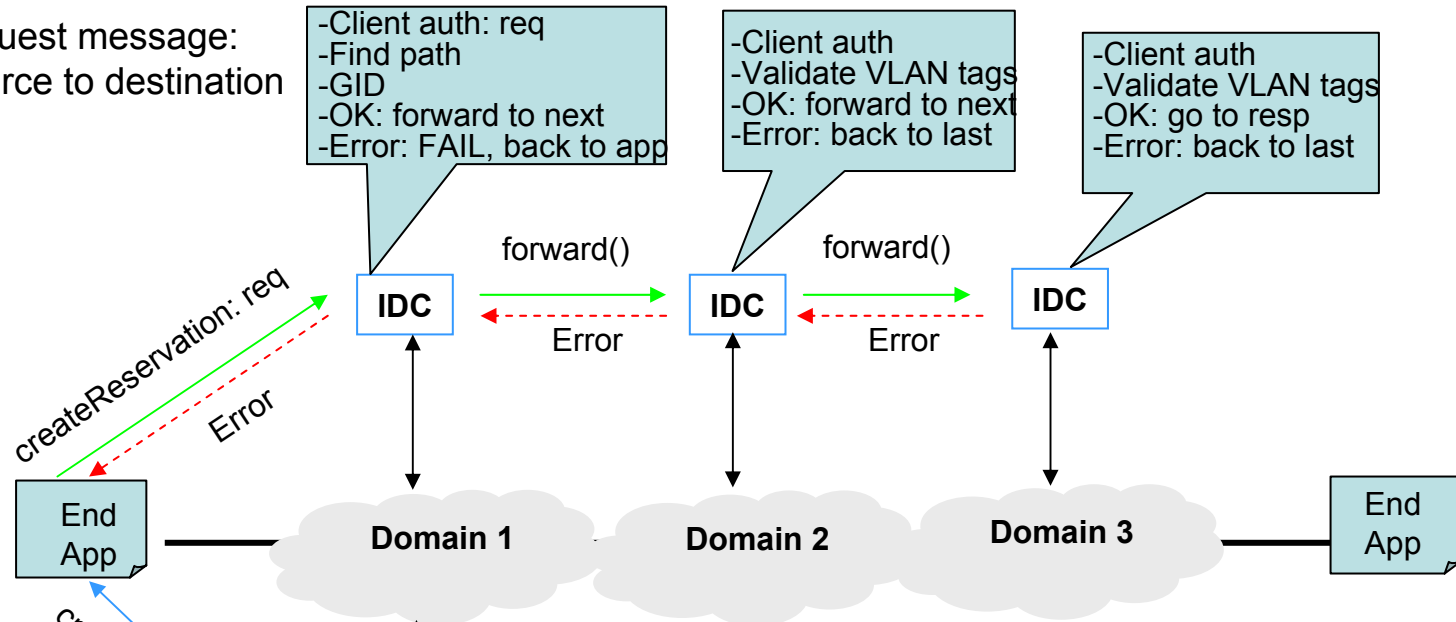 uest message:
rce to destination
-Client auth: req
-Find path
-GID
-OK: forward to next
-Error: FAIL, back to app
-Client auth
-Validate VLAN tags
-OK: forward to next
-Error: back to last
-Client auth
-Validate VLAN tags
-OK: go to resp
-Error: back to last
forward()
forward()
createReservation: req
Error
IDC
Error
IDC
Error
IDC
End
App
Domain 1
Domain 2
Domain 3
End
App